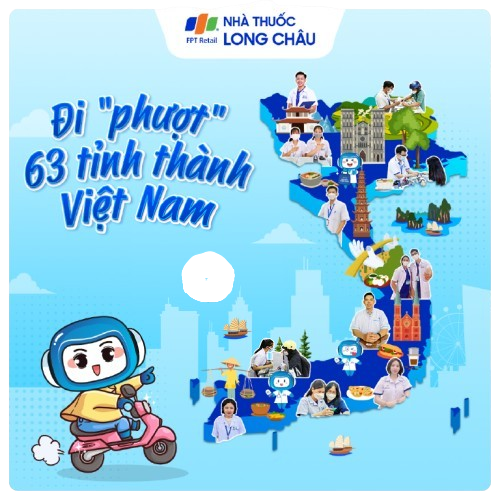 FPT Retail
NHÀ THUỐC
LONG CHÂU
Đi "phượt"
63 tỉnh thành
Việt Nam